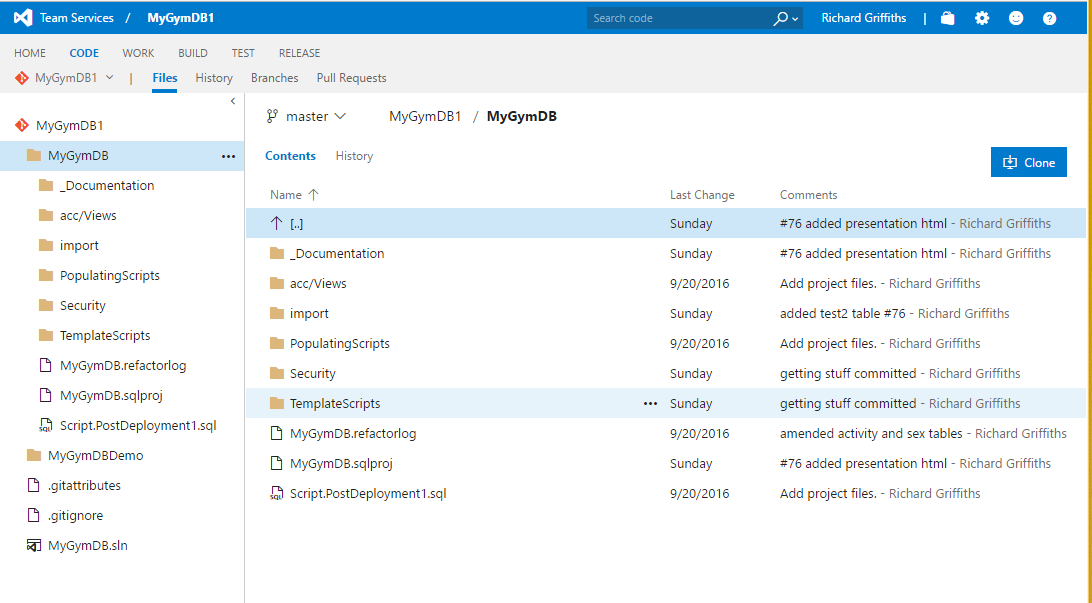 Team Services / MyGymDB1 Search code Richard Griffiths |
HOME CODE WORK BUILD TEST RELEASE
MyGymDB1 | Files History Branches Pull Requests
MyGymDB1
MyGymDB ...
_Documentation
acc/Views
import
PopulatingScripts
Security
TemplateScripts
MyGymDB.refactorlog
MyGymDB.sqlproj
SQL Script.PostDeployment1.sql
MyGymDBDemo
.gitattributes
.gitignore
MyGymDB.sln
master MyGymDB1 / MyGymDB
Contents History
Clone
Name Last Change Comments
[..] Sunday #76 added presentation html - Richard Griffiths
_Documentation Sunday #76 added presentation html - Richard Griffiths
acc/Views 9/20/2016 Add project files. - Richard Griffiths
import Sunday added test2 table #76 - Richard Griffiths
PopulatingScripts 9/20/2016 Add project files. - Richard Griffiths
Security Sunday getting stuff committed - Richard Griffiths
TemplateScripts ... Sunday getting stuff committed - Richard Griffiths
MyGymDB.refactorlog 9/20/2016 amended activity and sex tables - Richard Griffiths
MyGymDB.sqlproj Sunday #76 added presentation html - Richard Griffiths
SQL Script.PostDeployment1.sql 9/20/2016 Add project files. - Richard Griffiths